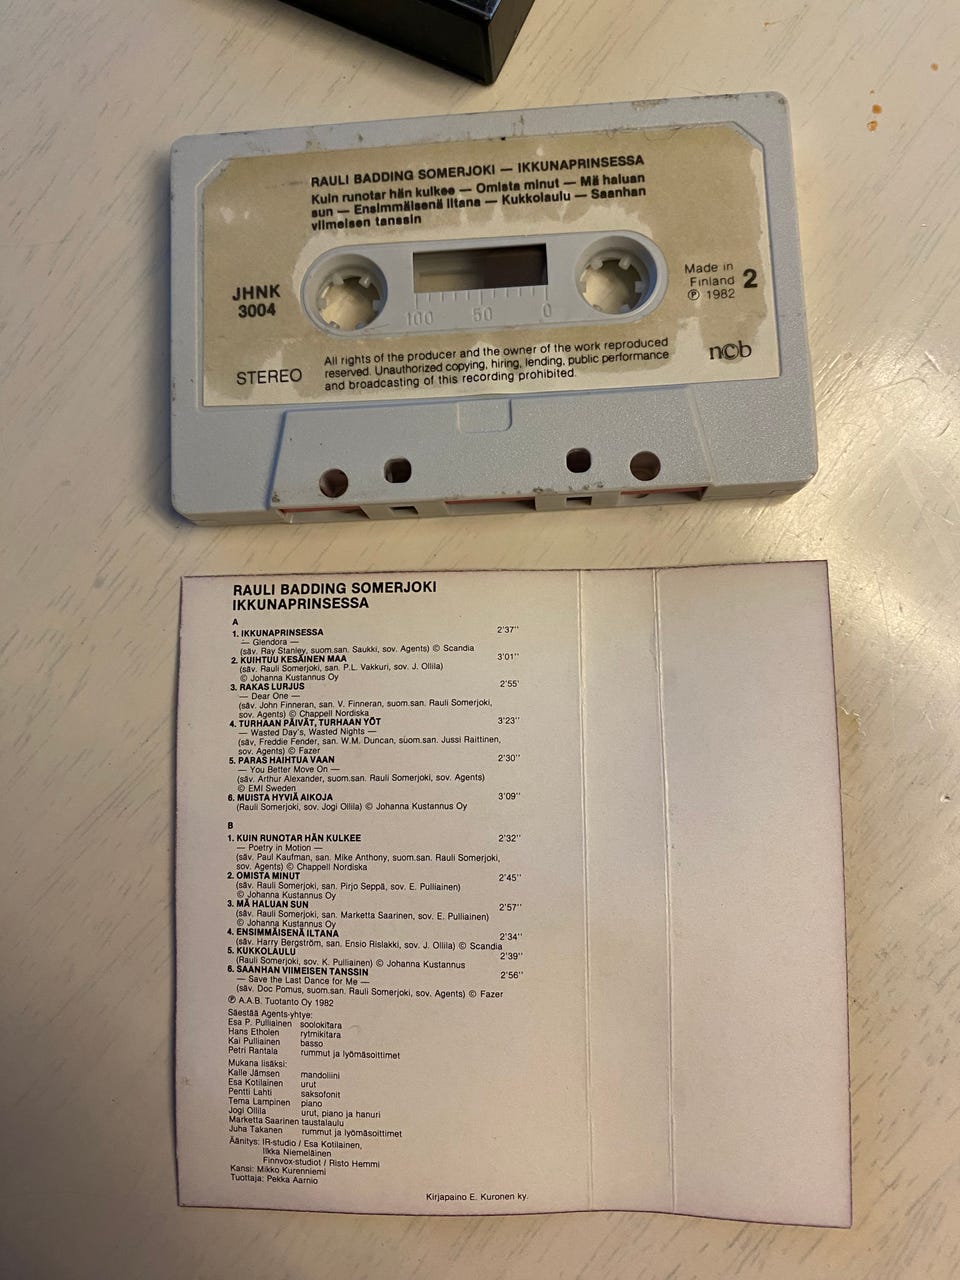 RAULI BADDING SOMERJOKI — IKKUNAPRINSESSA
Kuin runotar hän kulkee — Omista minut — Mä haluan
sun — Ensimmäisenä iltana — Kukkolaulu — Saanhan
viimeisen tanssin
JHNK
3004
Made in
Finland
℗ 1982
2
100 50 0
STEREO
All rights of the producer and the owner of the work reproduced
reserved. Unauthorized copying, hiring, lending, public performance
and broadcasting of this recording prohibited.
ncb
RAULI BADDING SOMERJOKI
IKKUNAPRINSESSA
A
1. IKKUNAPRINSESSA 2'37''
— Glendora —
(säv. Ray Stanley, suom.san. Saukki, sov. Agents) © Scandia
2. KUIHTUU KESÄINEN MAA 3'01''
(säv. Rauli Somerjoki, san. P.L. Vakkuri, sov. J. Ollila)
© Johanna Kustannus Oy
3. RAKAS LURJUS 2'55'
— Dear One —
(säv. John Finneran, san. V. Finneran, suom.san. Rauli Somerjoki,
sov. Agents) © Chappell Nordiska
4. TURHAAN PÄIVÄT, TURHAAN YÖT 3'23''
— Wasted Day's, Wasted Nights —
(säv, Freddie Fender, san. W.M. Duncan, suom.san. Jussi Raittinen,
sov. Agents) © Fazer
5. PARAS HAIHTUA VAAN 2'30''
— You Better Move On —
(säv. Arthur Alexander, suom.san. Rauli Somerjoki, sov. Agents)
© EMI Sweden
6. MUISTA HYVIÄ AIKOJA 3'09''
(Rauli Somerjoki, sov. Jogi Ollila) © Johanna Kustannus Oy
B
1. KUIN RUNOTAR HÄN KULKEE 2'32''
— Poetry in Motion —
(säv. Paul Kaufman, san. Mike Anthony, suom.san. Rauli Somerjoki,
sov. Agents) © Chappell Nordiska
2. OMISTA MINUT 2'45''
(säv. Rauli Somerjoki, san. Pirjo Seppä, sov. E. Pulliainen)
© Johanna Kustannus Oy
3. MÄ HALUAN SUN 2'57''
(säv. Rauli Somerjoki, san. Marketta Saarinen, sov. E. Pulliainen)
© Johanna Kustannus Oy
4. ENSIMMÄISENÄ ILTANA 2'34''
(säv. Harry Bergström, san. Ensio Rislakki, sov. J. Ollila) © Scandia
5. KUKKOLAULU 2'39''
(Rauli Somerjoki, sov. K. Pulliainen) © Johanna Kustannus
6. SAANHAN VIIMEISEN TANSSIN 2'56''
— Save the Last Dance for Me —
(säv. Doc Pomus, suom.san. Rauli Somerjoki, sov. Agents) © Fazer
℗ A.A.B. Tuotanto Oy 1982
Säestää Agents-yhtye:
Esa P. Pulliainen soolokitara
Hans Etholen rytmikitara
Kai Pulliainen basso
Petri Rantala rummut ja lyömäsoittimet
Mukana lisäksi:
Kalle Jämsen mandoliini
Esa Kotilainen urut
Pentti Lahti saksofonit
Tema Lampinen piano
Jogi Ollila urut, piano ja hanuri
Marketta Saarinen taustalaulu
Juha Takanen rummut ja lyömäsoittimet
Äänitys: IR-studio / Esa Kotilainen,
Ilkka Niemeläinen
Finnvox-studiot / Risto Hemmi
Kansi: Mikko Kurenniemi
Tuottaja: Pekka Aarnio
Kirjapaino E. Kuronen ky.